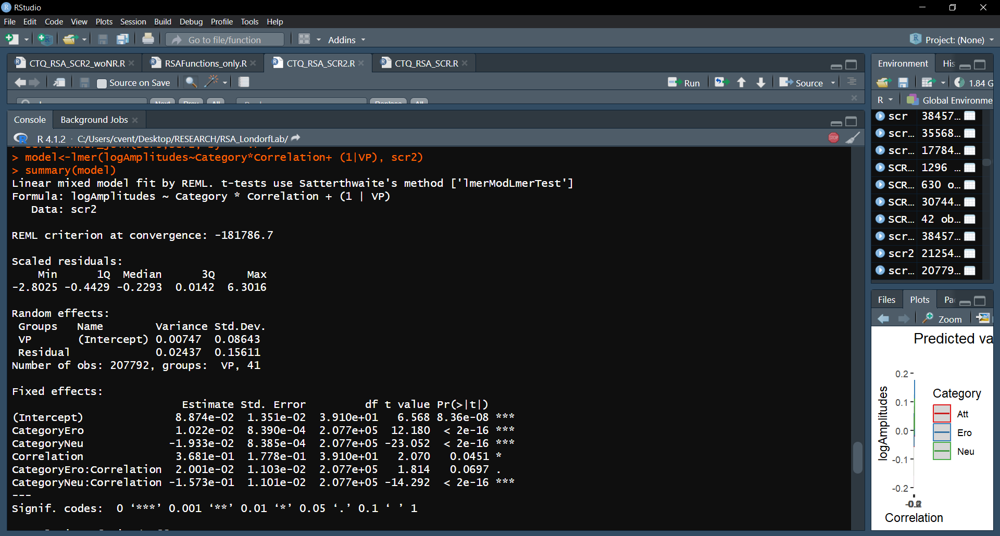 RStudio
File Edit Code View Plots Session Build Debug Profile Tools Help
Go to file/function Addins Project: (None)
CTQ_RSA_SCR2_woNR.R RSAFunctions_only.R CTQ_RSA_SCR2.R CTQ_RSA_SCR.R
Source on Save Run Source
Console Background Jobs
R 4.1.2 · C:/Users/cvent/Desktop/RESEARCH/RSA_LondorfLab/
> model<-lmer(logAmplitudes~Category*Correlation+ (1|VP), scr2)
> summary(model)
Linear mixed model fit by REML. t-tests use Satterthwaite's method ['lmerModLmerTest']
Formula: logAmplitudes ~ Category * Correlation + (1 | VP)
Data: scr2
REML criterion at convergence: -181786.7
Scaled residuals:
Min 1Q Median 3Q Max
-2.8025 -0.4429 -0.2293 0.0142 6.3016
Random effects:
Groups Name Variance Std.Dev.
VP (Intercept) 0.00747 0.08643
Residual 0.02437 0.15611
Number of obs: 207792, groups: VP, 41
Fixed effects:
Estimate Std. Error df t value Pr(>|t|)
(Intercept) 8.874e-02 1.351e-02 3.910e+01 6.568 8.36e-08 ***
CategoryEro 1.022e-02 8.390e-04 2.077e+05 12.180 < 2e-16 ***
CategoryNeu -1.933e-02 8.385e-04 2.077e+05 -23.052 < 2e-16 ***
Correlation 3.681e-01 1.778e-01 3.910e+01 2.070 0.0451 *
CategoryEro:Correlation 2.001e-02 1.103e-02 2.077e+05 1.814 0.0697 .
CategoryNeu:Correlation -1.573e-01 1.101e-02 2.077e+05 -14.292 < 2e-16 ***
---
Signif. codes: 0 ‘***’ 0.001 ‘**’ 0.01 ‘*’ 0.05 ‘.’ 0.1 ‘ ’ 1
Environment His
1.84 G
R Global Environme
scr 38457...
scr... 35568...
scr... 17784...
SCR... 1296 ...
SCR... 630 o...
SCR... 30744...
SCR... 42 ob...
scr... 38457...
scr2 21254...
scr... 20779...
Files Plots Pa
Zoom
Predicted va
logAmplitudes
0.2
0.1
0.0
-0.1
-0.2
Correlation
Category
Att
Ero
Neu